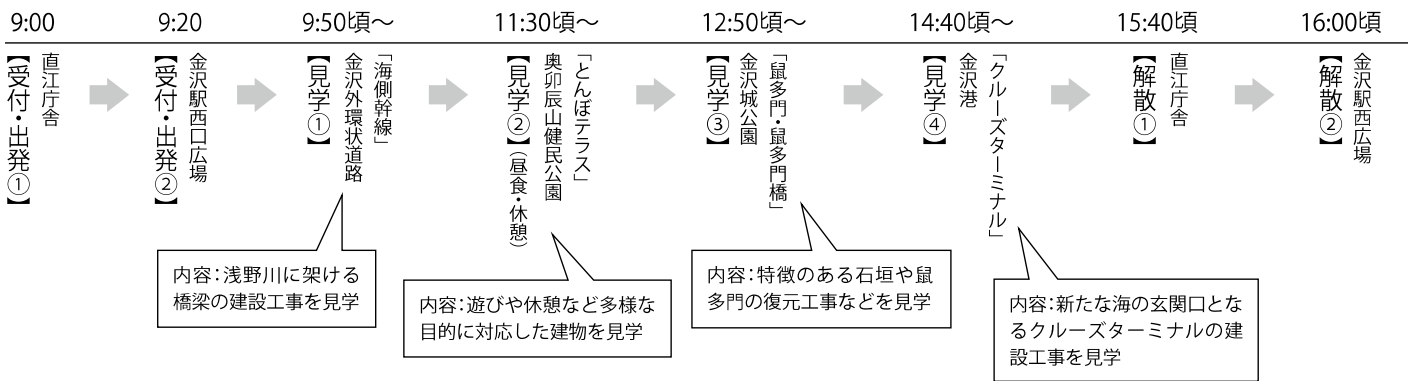 9:00
【受付・出発①】
直江庁舎
9:20
【受付・出発②】
金沢駅西口広場
9:50頃~
【見学①】
金沢外環状道路
「海側幹線」
内容:浅野川に架ける
橋梁の建設工事を見学
11:30頃~
【見学②】(昼食・休憩)
奥卯辰山健民公園
「とんぼテラス」
内容:遊びや休憩など多様な
目的に対応した建物を見学
12:50頃~
【見学③】
金沢城公園
「鼠多門・鼠多門橋」
内容:特徴のある石垣や鼠
多門の復元工事などを見学
14:40頃~
【見学④】
金沢港
「クルーズターミナル」
内容:新たな海の玄関口とな
るクルーズターミナルの建
設工事を見学
15:40頃
【解散①】
直江庁舎
16:00頃
【解散②】
金沢駅西広場